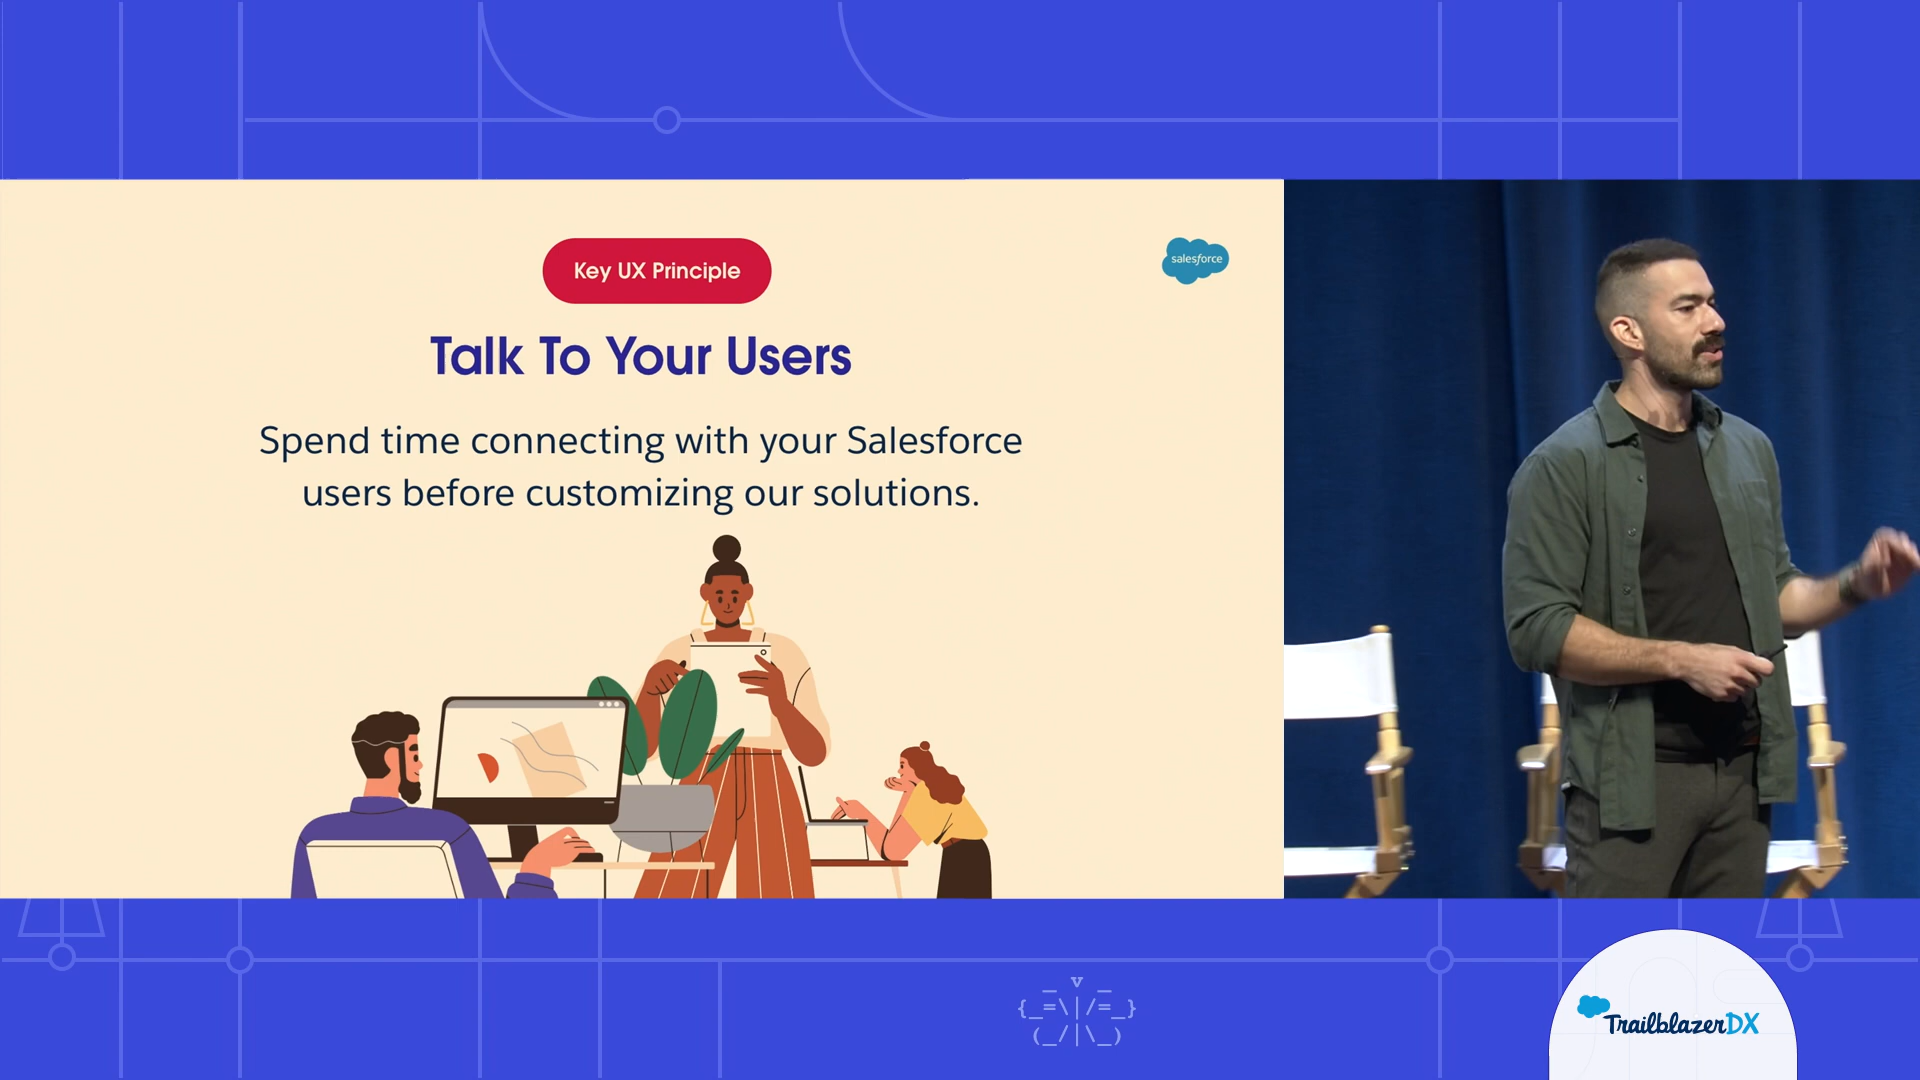 Key UX Principle
salesforce
Talk To Your Users
Spend time connecting with your Salesforce
users before customizing our solutions.
v
_ _
{_=\|/=_}
(_/|\_)
TrailblazerDX